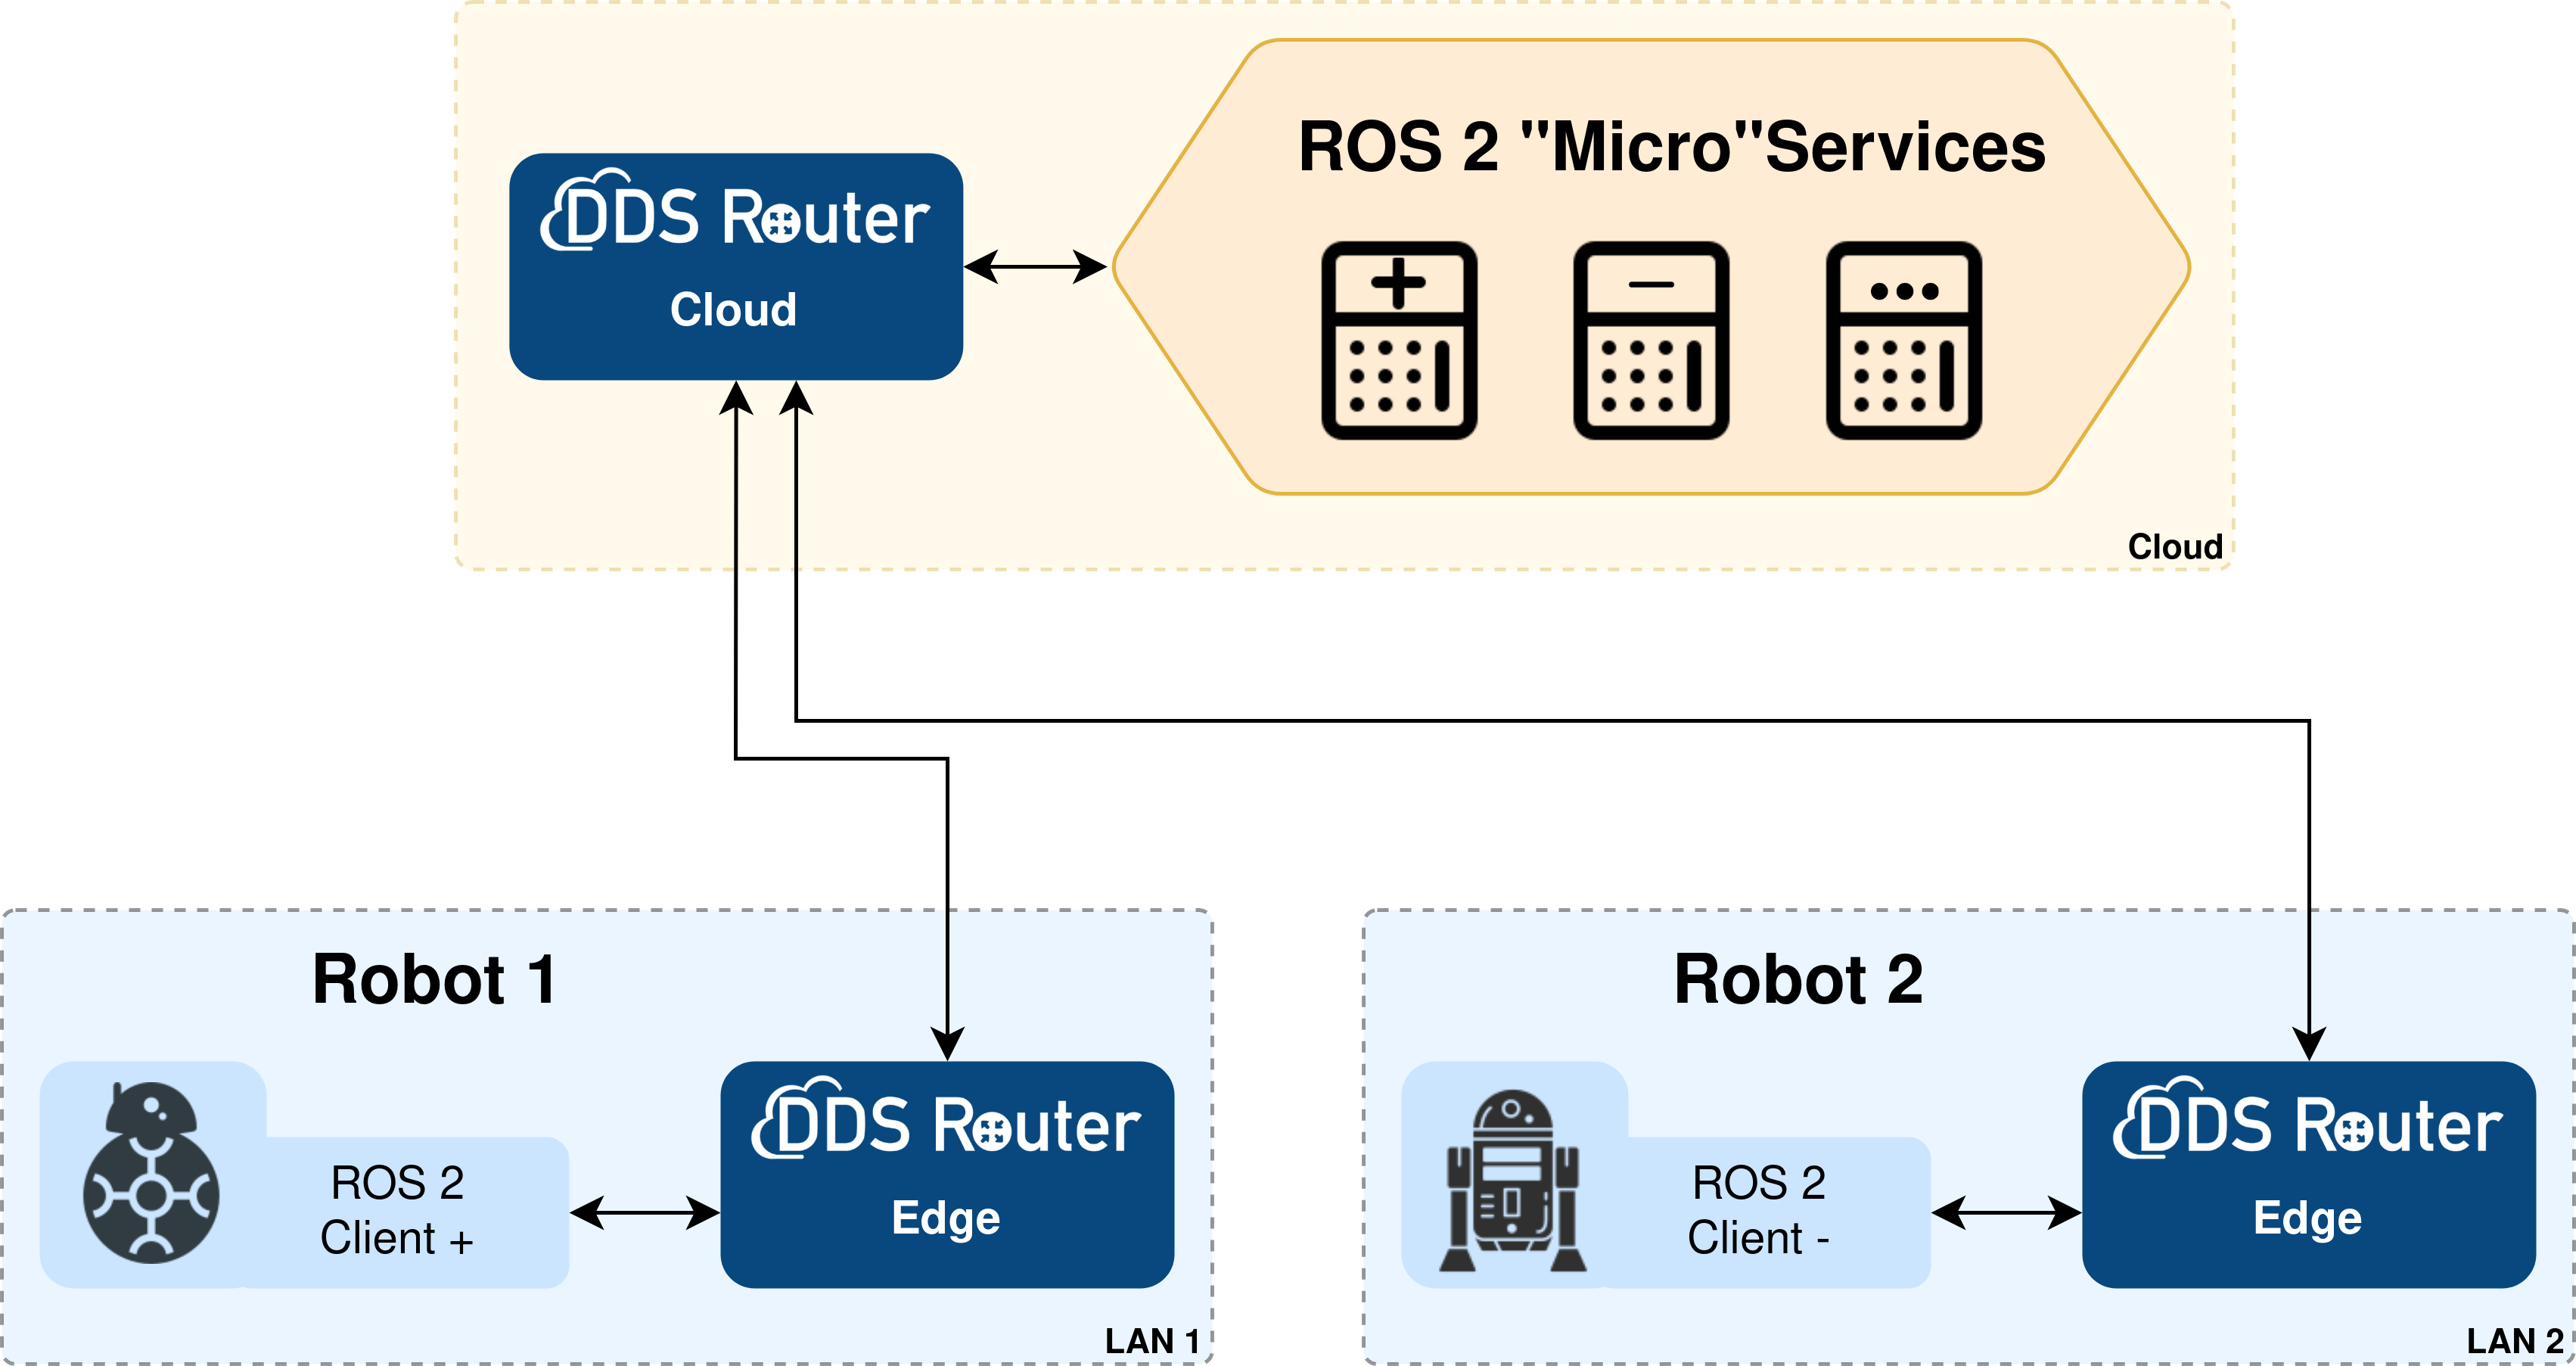 ROS 2 "Micro"Services
DDS Router
Cloud
+
−
•••
Cloud
Robot 1
DDS Router
ROS 2
Client +
Edge
LAN 1
Robot 2
DDS Router
ROS 2
Client -
Edge
LAN 2